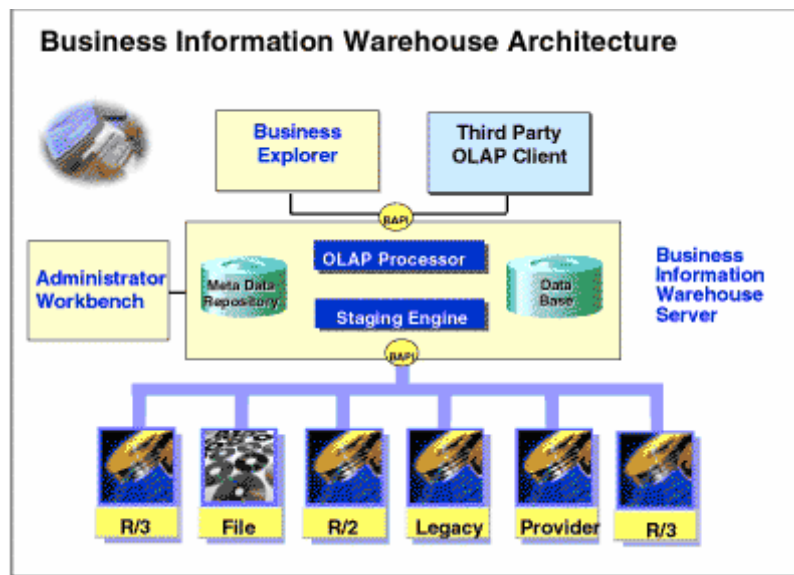 Business Information Warehouse Architecture
Business
Explorer
Third Party
OLAP Client
BAPI
Administrator
Workbench
Meta Data
Repository
OLAP Processor
Staging Engine
Data
Base
Business
Information
Warehouse
Server
BAPI
R/3
File
R/2
Legacy
Provider
R/3